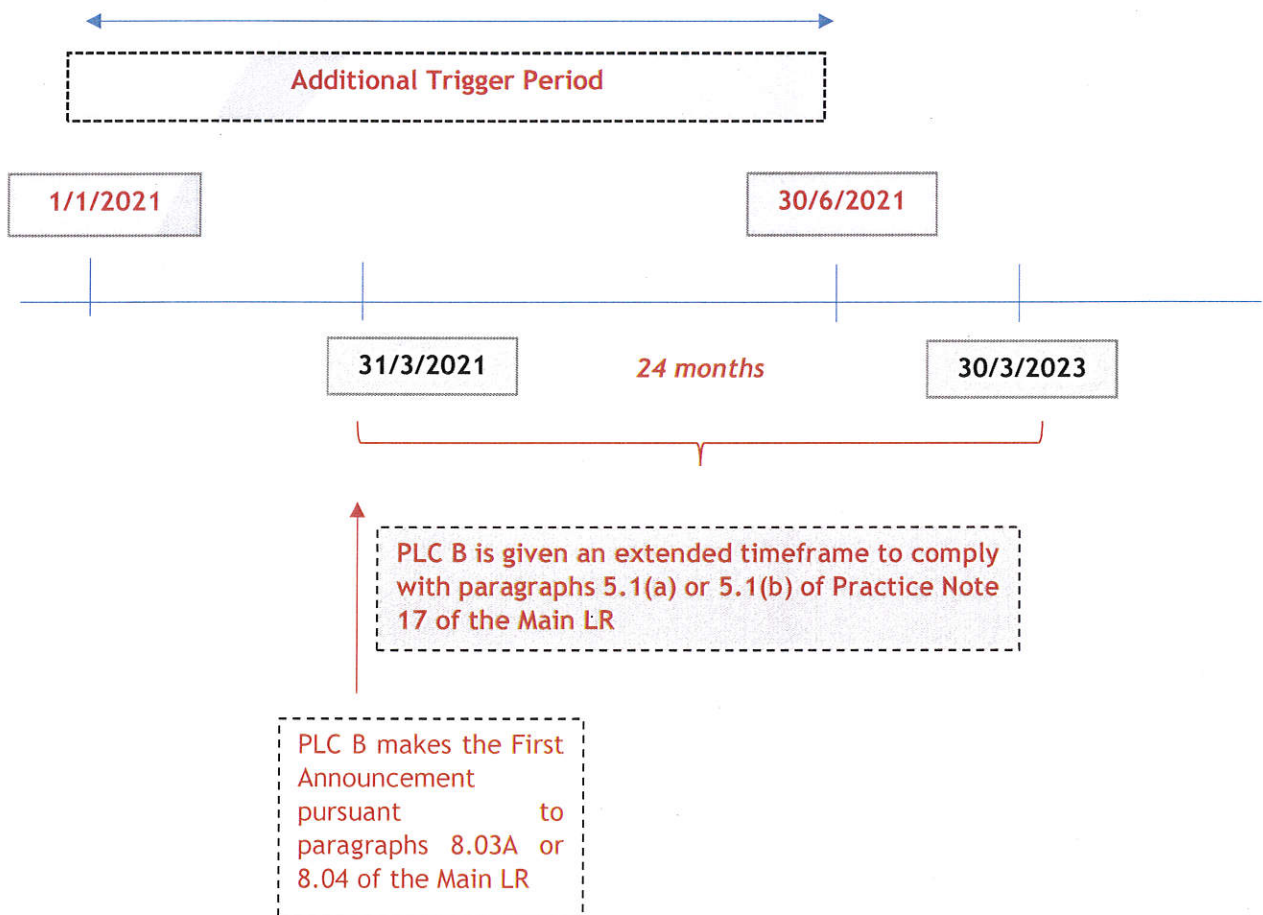 Additional Trigger Period
1/1/2021
30/6/2021
31/3/2021
24 months
30/3/2023
PLC B is given an extended timeframe to comply
with paragraphs 5.1(a) or 5.1(b) of Practice Note
17 of the Main LR
PLC B makes the First
Announcement
pursuant to
paragraphs 8.03A or
8.04 of the Main LR